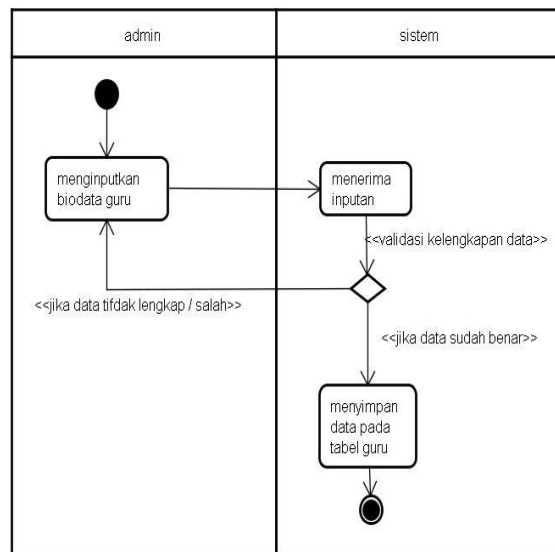 admin
sistem
menginputkan
biodata guru
menerima
inputan
<<validasi kelengkapan data>>
<<jika data tifdak lengkap / salah>>
<<jika data sudah benar>>
menyimpan
data pada
tabel guru